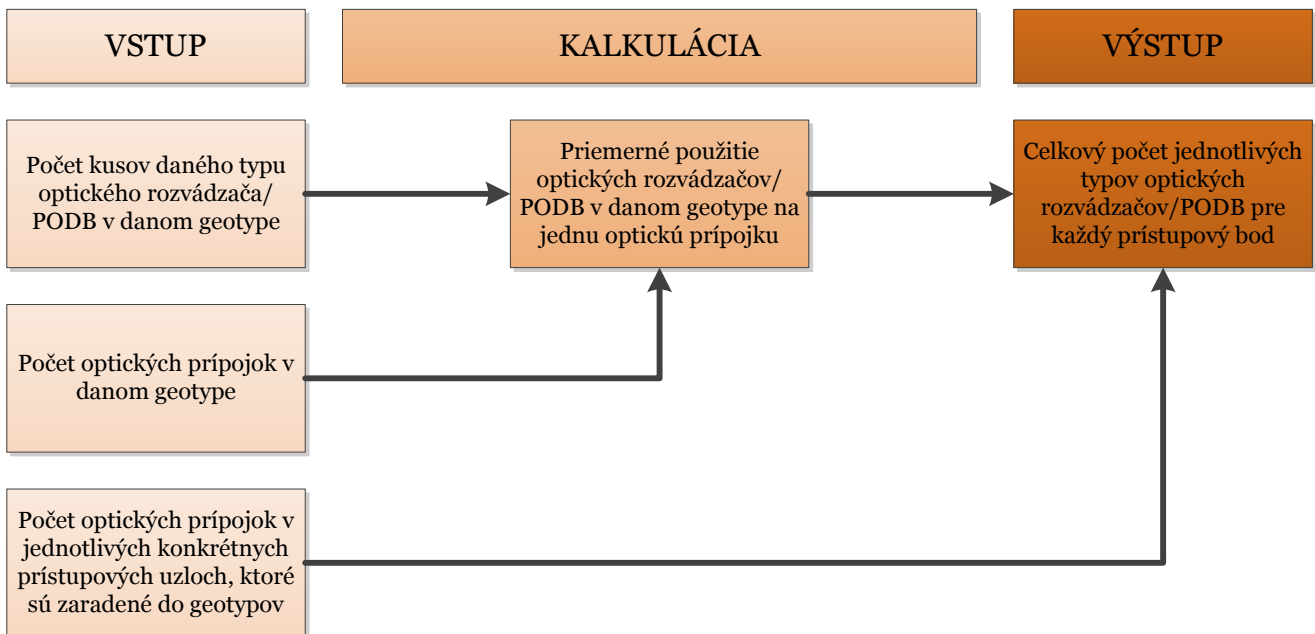 VSTUP
KALKULÁCIA
VÝSTUP
Počet kusov daného typu
optického rozvádzača/
PODB v danom geotype
Priemerné použitie
optických rozvádzačov/
PODB v danom geotype na
jednu optickú prípojku
Celkový počet jednotlivých
typov optických
rozvádzačov/PODB pre
každý prístupový bod
Počet optických prípojok v
danom geotype
Počet optických prípojok v
jednotlivých konkrétnych
prístupových uzloch, ktoré
sú zaradené do geotypov